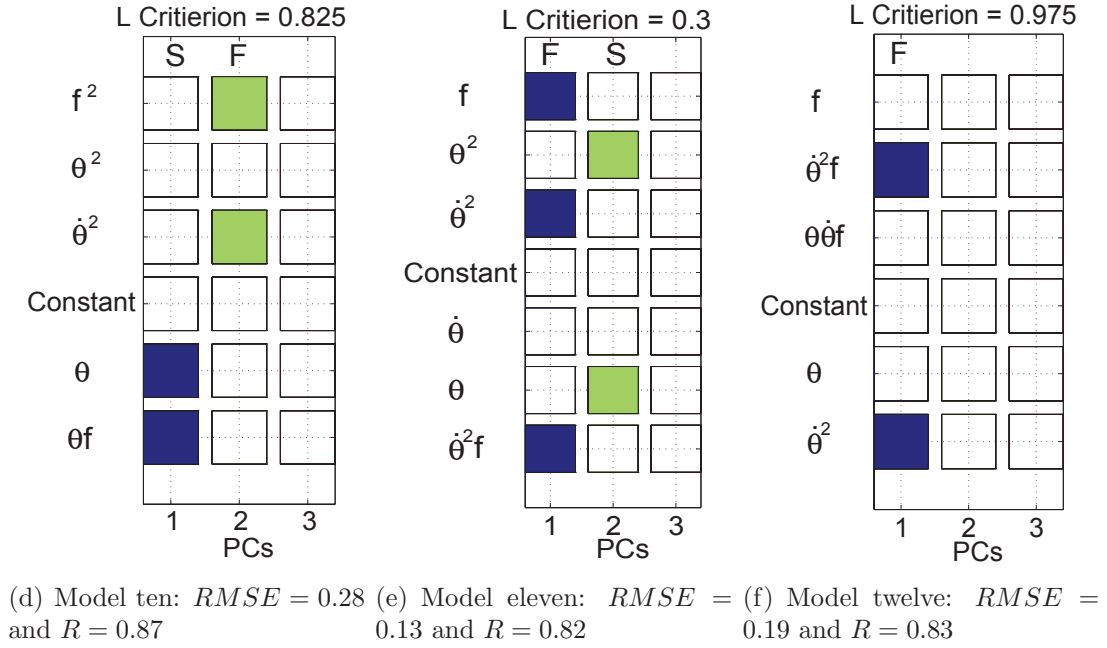 L Critierion = 0.825
S F
f²
θ²
θ̇²
Constant
θ
θf
1 2 3
PCs
L Critierion = 0.3
F S
f
θ²
θ̇²
Constant
θ̇
θ
θ̇²f
1 2 3
PCs
L Critierion = 0.975
F
f
θ̇²f
θθ̇f
Constant
θ
θ̇²
1 2 3
PCs
(d) Model ten: RMSE = 0.28
and R = 0.87
(e) Model eleven: RMSE =
0.13 and R = 0.82
(f) Model twelve: RMSE =
0.19 and R = 0.83